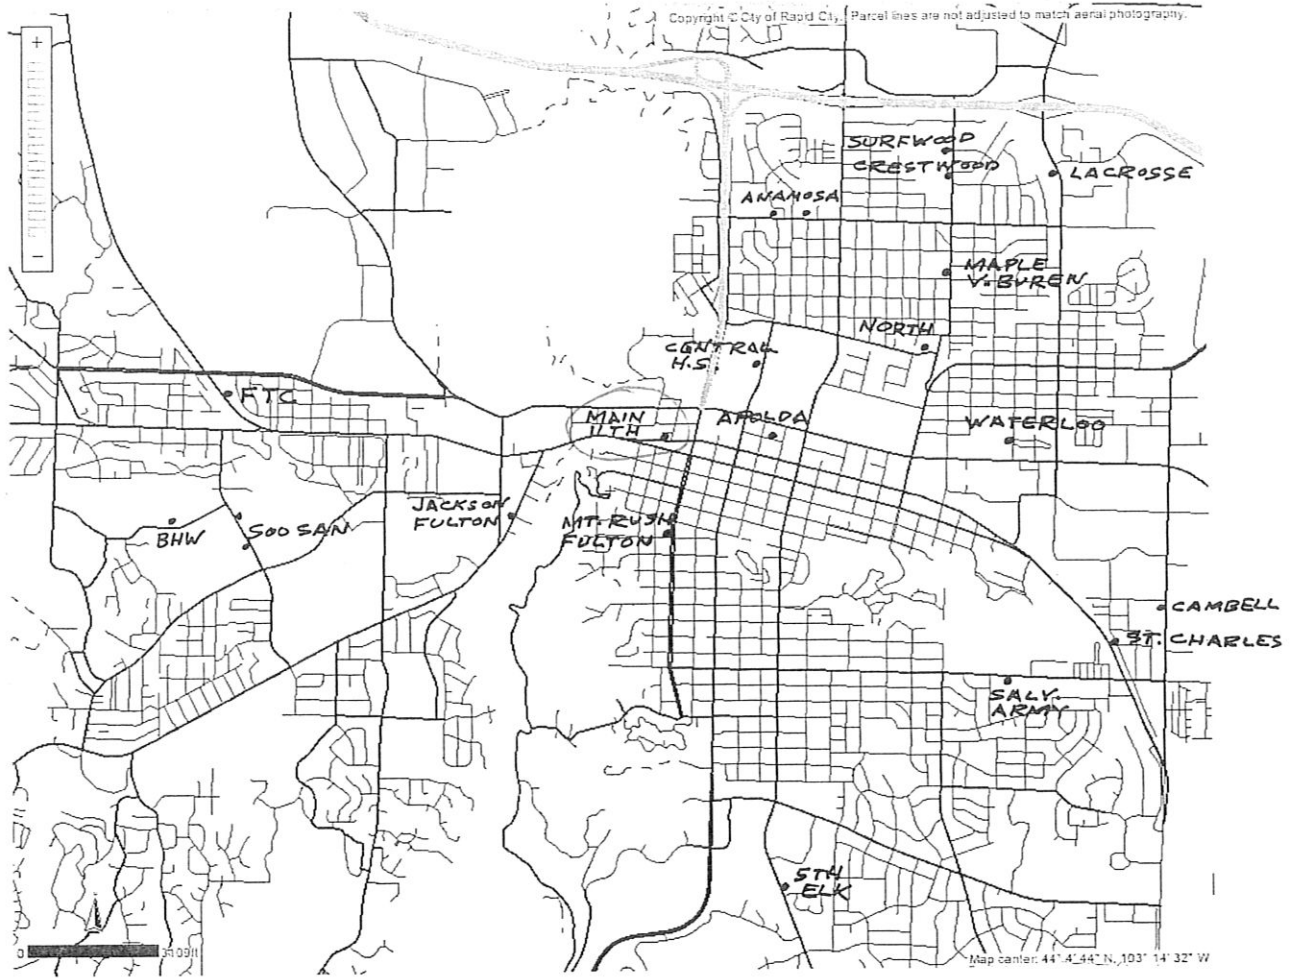 Copyright © City of Rapid City. Parcel lines are not adjusted to match aerial photography.
+
SURFWOOD
CRESTWOOD
LACROSSE
ANAMOSA
-
MAPLE
V. BUREN
NORTH
CENTRAL
H.S.
FTC
MAIN
11TH
APOLDA
WATERLOO
JACKSON
FULTON
MT. RUSH
FULTON
BHW
SOO SAN
CAMBELL
ST. CHARLES
SALV.
ARMY
5TH
ELK
0
Map center: 44° 4' 44" N, 103° 14' 32" W